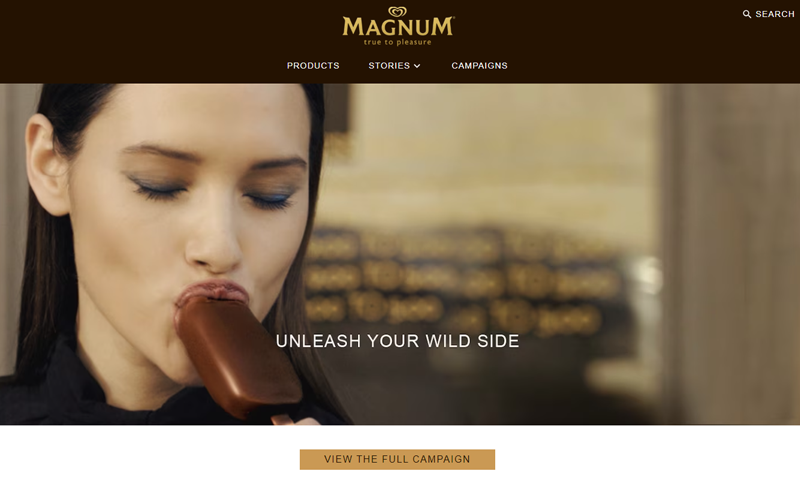 MAGNUM
true to pleasure
SEARCH
PRODUCTS
STORIES
CAMPAIGNS
UNLEASH YOUR WILD SIDE
VIEW THE FULL CAMPAIGN